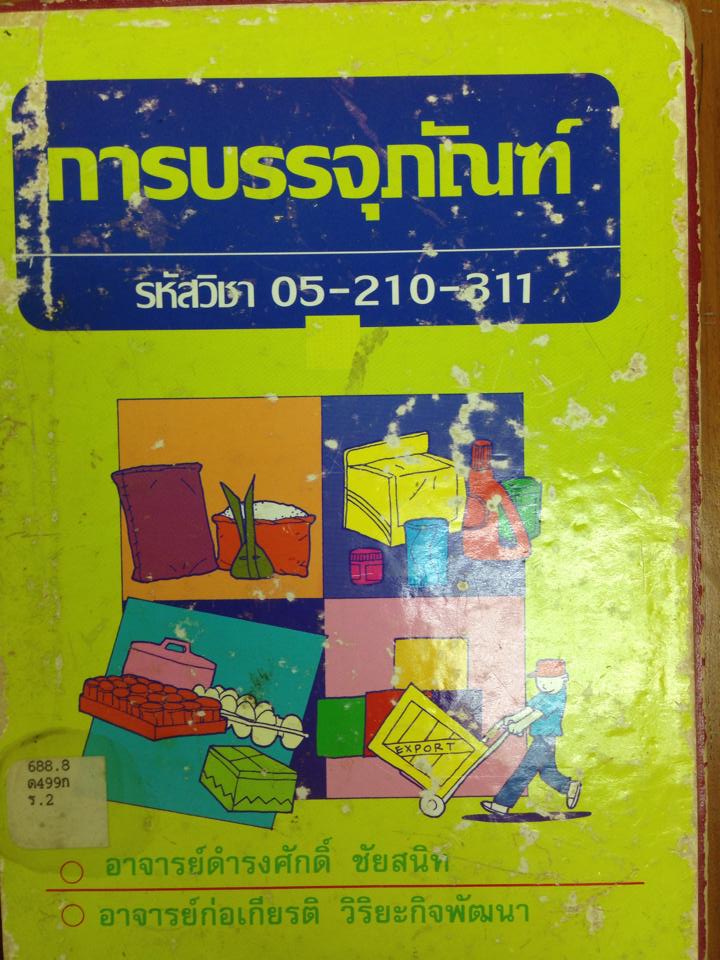 การบรรจุภัณฑ์
รหัสวิชา 05-210-311
EXPORT
688.8
ด499ก
ร.2
อาจารย์ดำรงศักดิ์ ชัยสนิท
อาจารย์ก่อเกียรติ วิริยะกิจพัฒนา